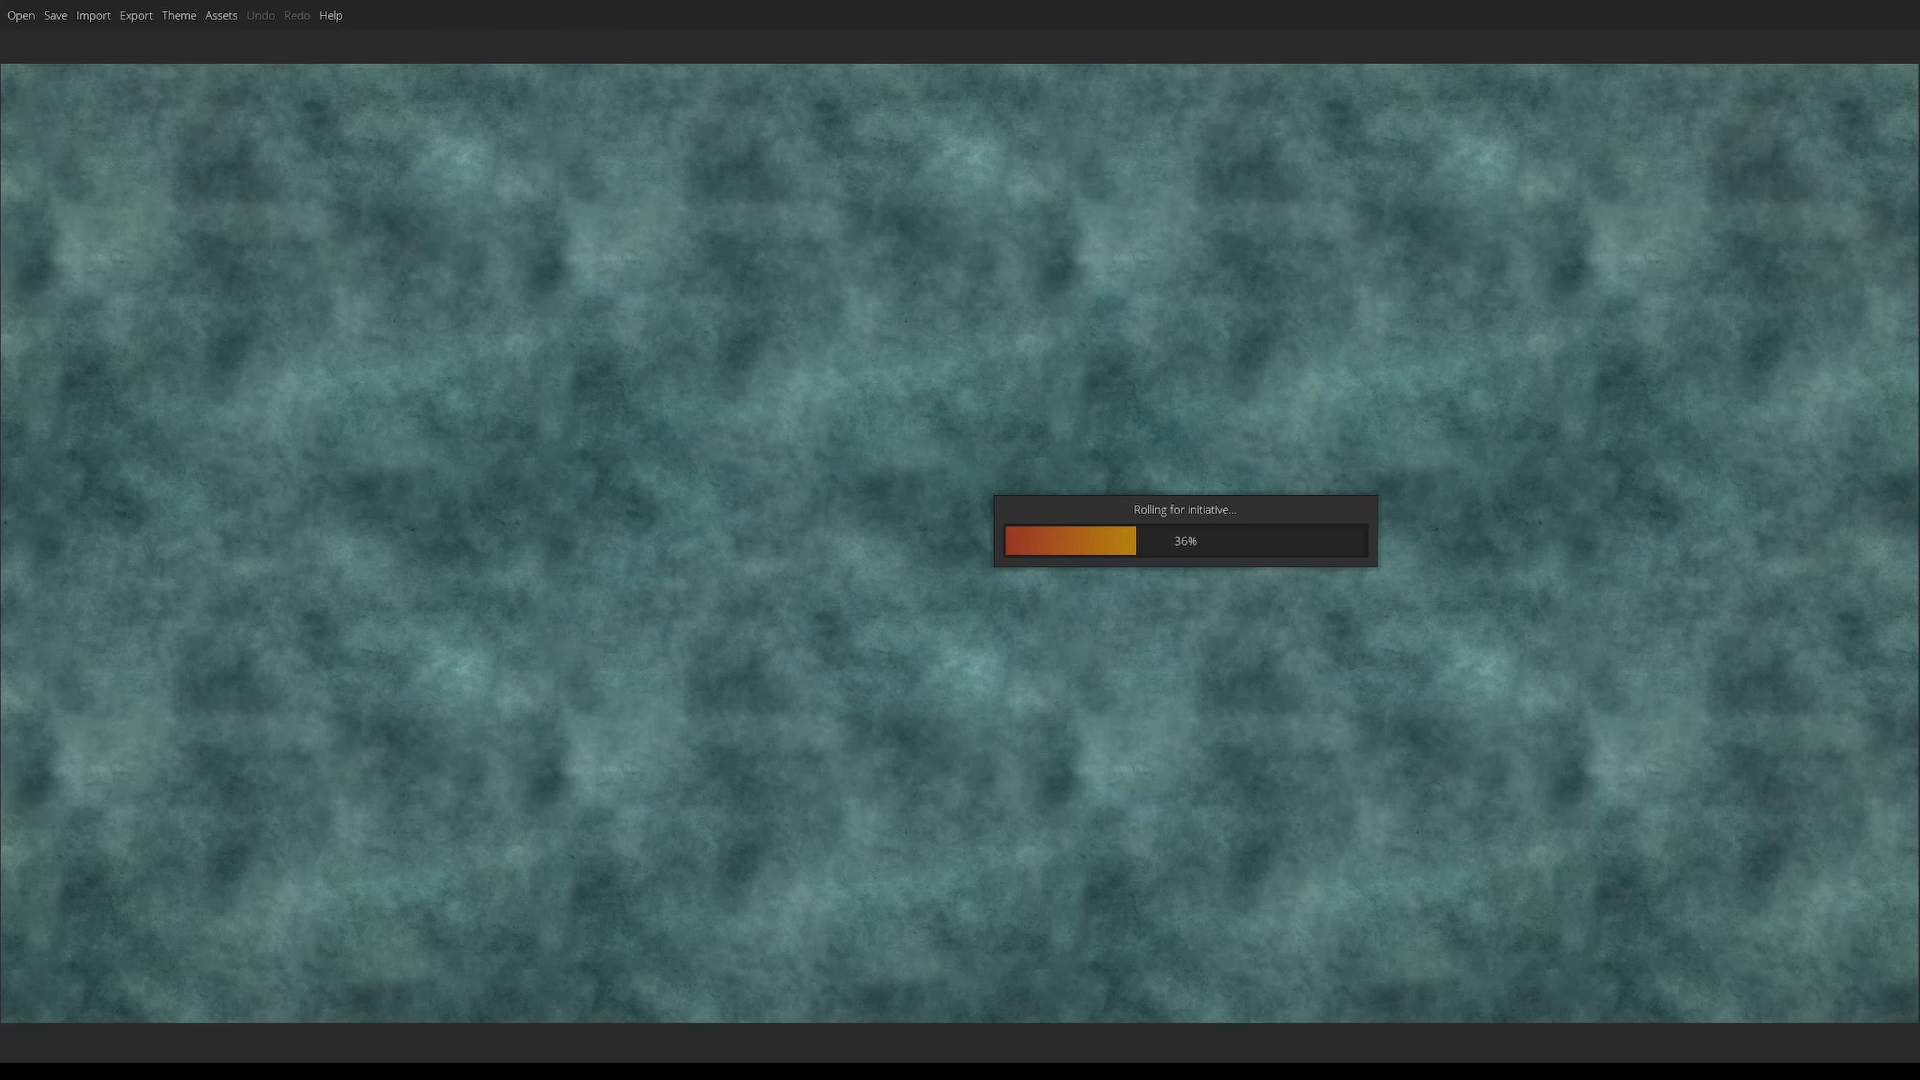 Open Save Import Export Theme Assets Undo Redo Help
Rolling for initiative...
36%